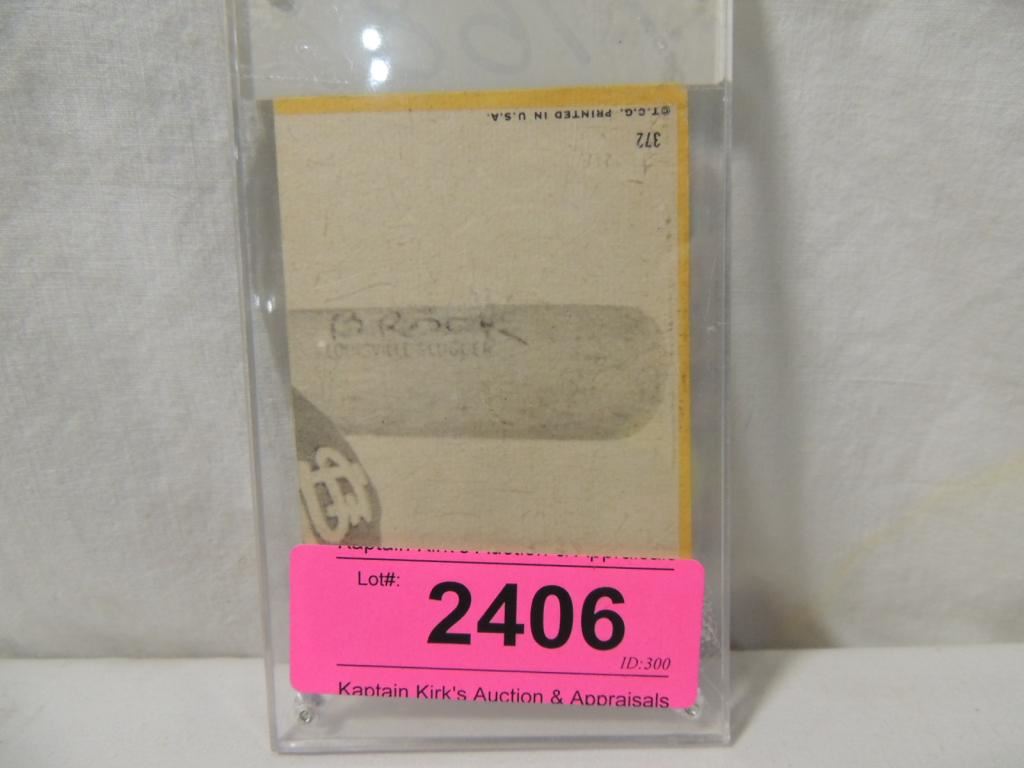 ©T.C.G. PRINTED IN U.S.A.
372
BROCK
LOUISVILLE SLUGGER
Kaptain Kirk's Auction & Appraisals
Lot#:
2406
ID:300
Kaptain Kirk's Auction & Appraisals